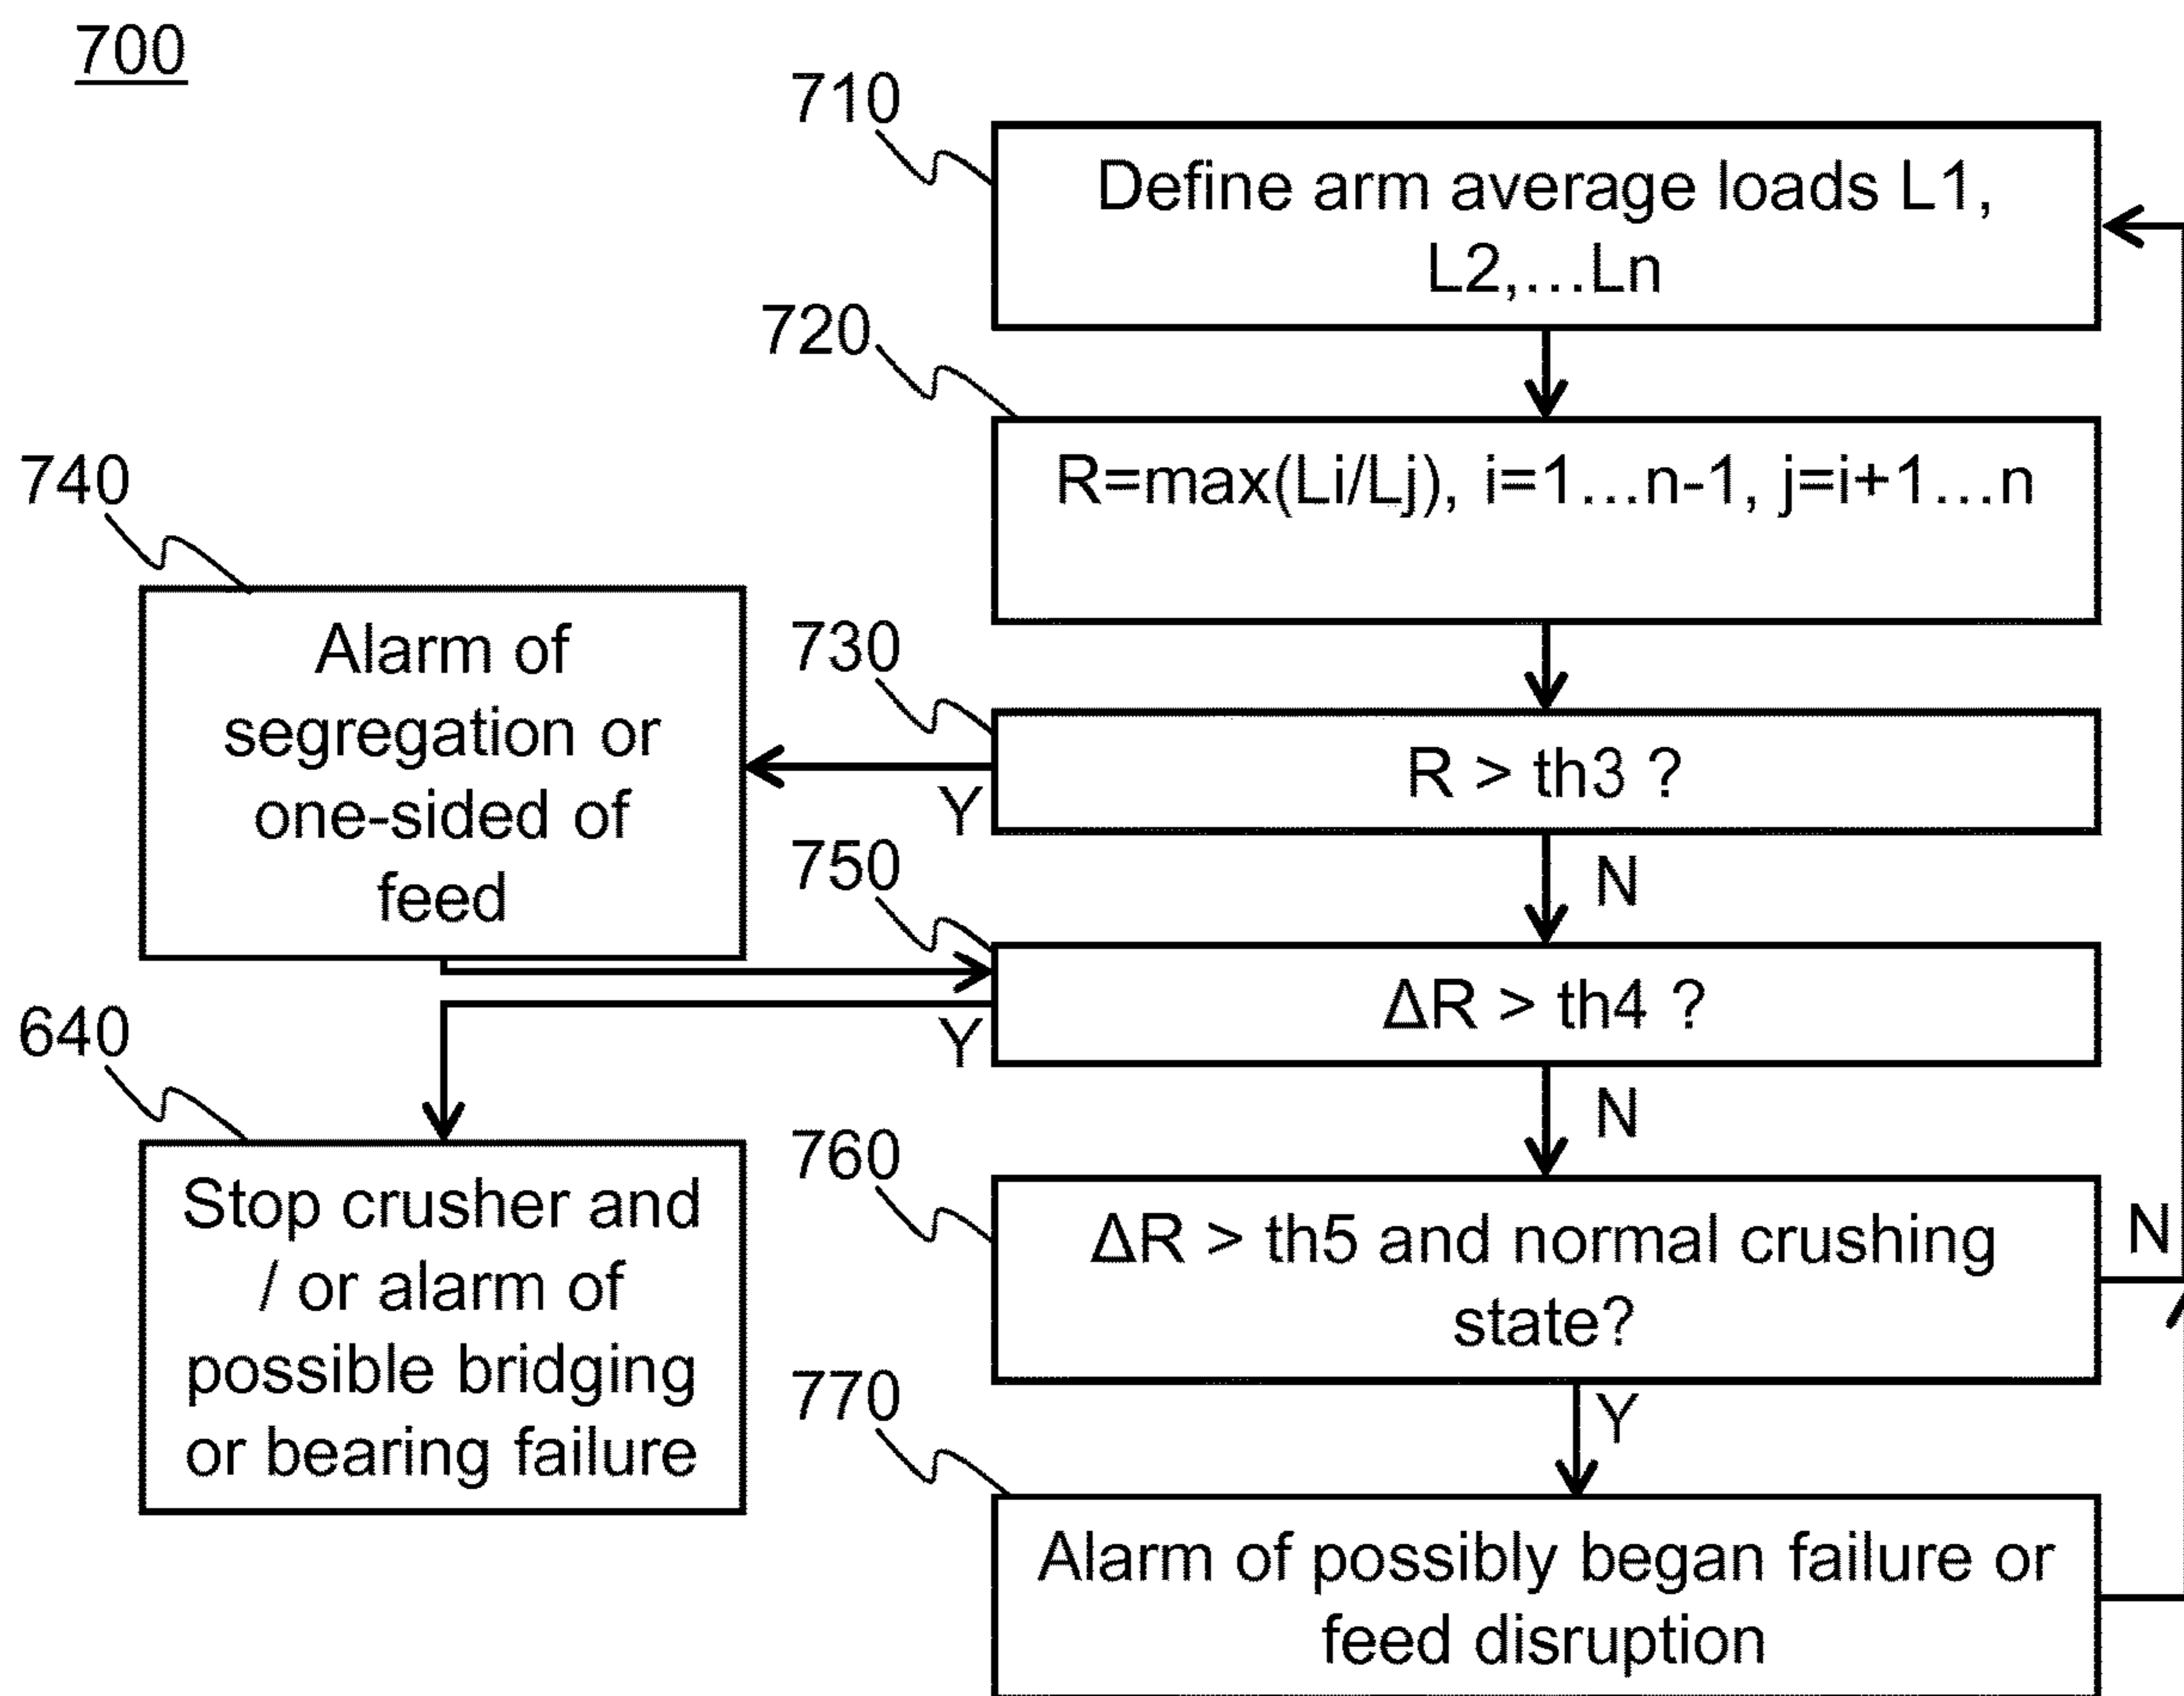 700
710
Define arm average loads L1,
L2,...Ln
720
R=max(Li/Lj), i=1...n-1, j=i+1...n
740
Alarm of
segregation or
one-sided of
feed
730
R > th3 ?
Y
N
750
ΔR > th4 ?
Y
N
640
Stop crusher and
/ or alarm of
possible bridging
or bearing failure
760
ΔR > th5 and normal crushing
state?
N
Y
770
Alarm of possibly began failure or
feed disruption